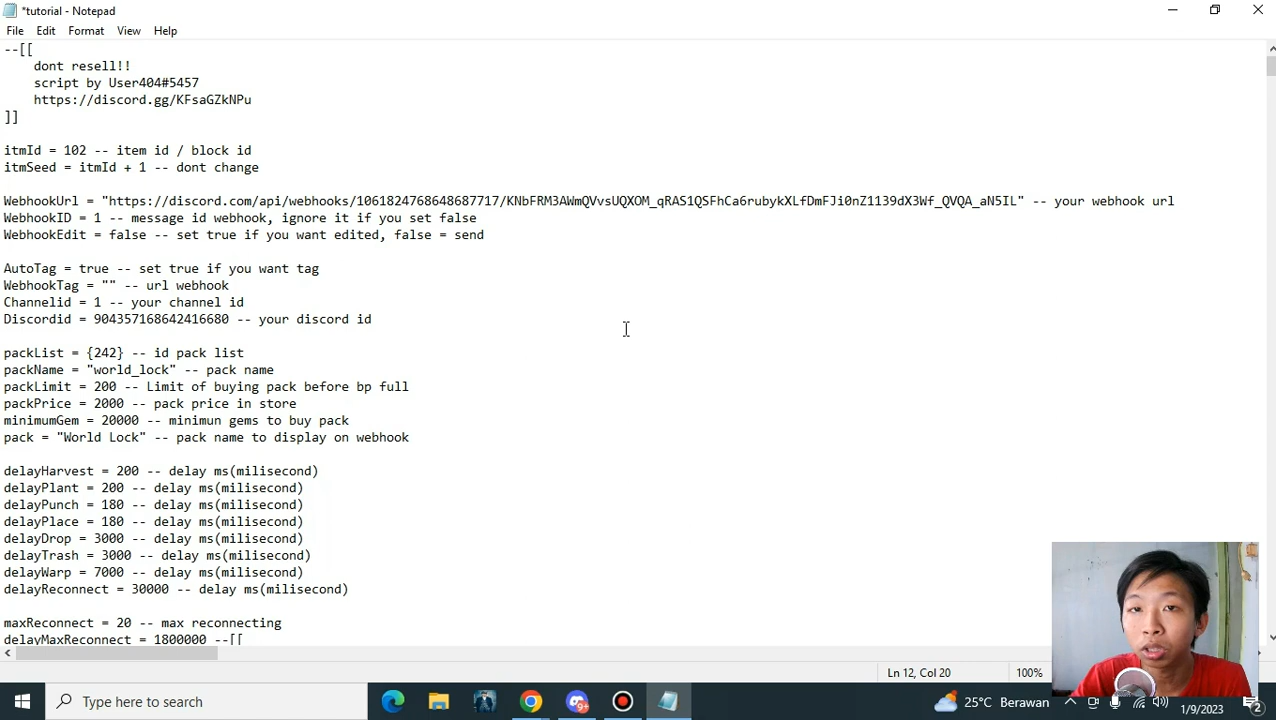 *tutorial - Notepad
File Edit Format View Help
--[[
dont resell!!
script by User404#5457
https://discord.gg/KFsaGZkNPu
]]
itmId = 102 -- item id / block id
itmSeed = itmId + 1 -- dont change
WebhookUrl = "https://discord.com/api/webhooks/1061824768648687717/KNbFRM3AWmQVvsUQXOM_qRAS1QSFhCa6rubykXLfDmFJi0nZ1139dX3Wf_QVQA_aN5IL" -- your webhook url
WebhookID = 1 -- message id webhook, ignore it if you set false
WebhookEdit = false -- set true if you want edited, false = send
AutoTag = true -- set true if you want tag
WebhookTag = "" -- url webhook
Channelid = 1 -- your channel id
Discordid = 904357168642416680 -- your discord id
packList = {242} -- id pack list
packName = "world_lock" -- pack name
packLimit = 200 -- Limit of buying pack before bp full
packPrice = 2000 -- pack price in store
minimumGem = 20000 -- minimun gems to buy pack
pack = "World Lock" -- pack name to display on webhook
delayHarvest = 200 -- delay ms(milisecond)
delayPlant = 200 -- delay ms(milisecond)
delayPunch = 180 -- delay ms(milisecond)
delayPlace = 180 -- delay ms(milisecond)
delayDrop = 3000 -- delay ms(milisecond)
delayTrash = 3000 -- delay ms(milisecond)
delayWarp = 7000 -- delay ms(milisecond)
delayReconnect = 30000 -- delay ms(milisecond)
maxReconnect = 20 -- max reconnecting
delayMaxReconnect = 1800000 --[[
Ln 12, Col 20 100%
Type here to search
9+
25°C Berawan
1/9/2023
2